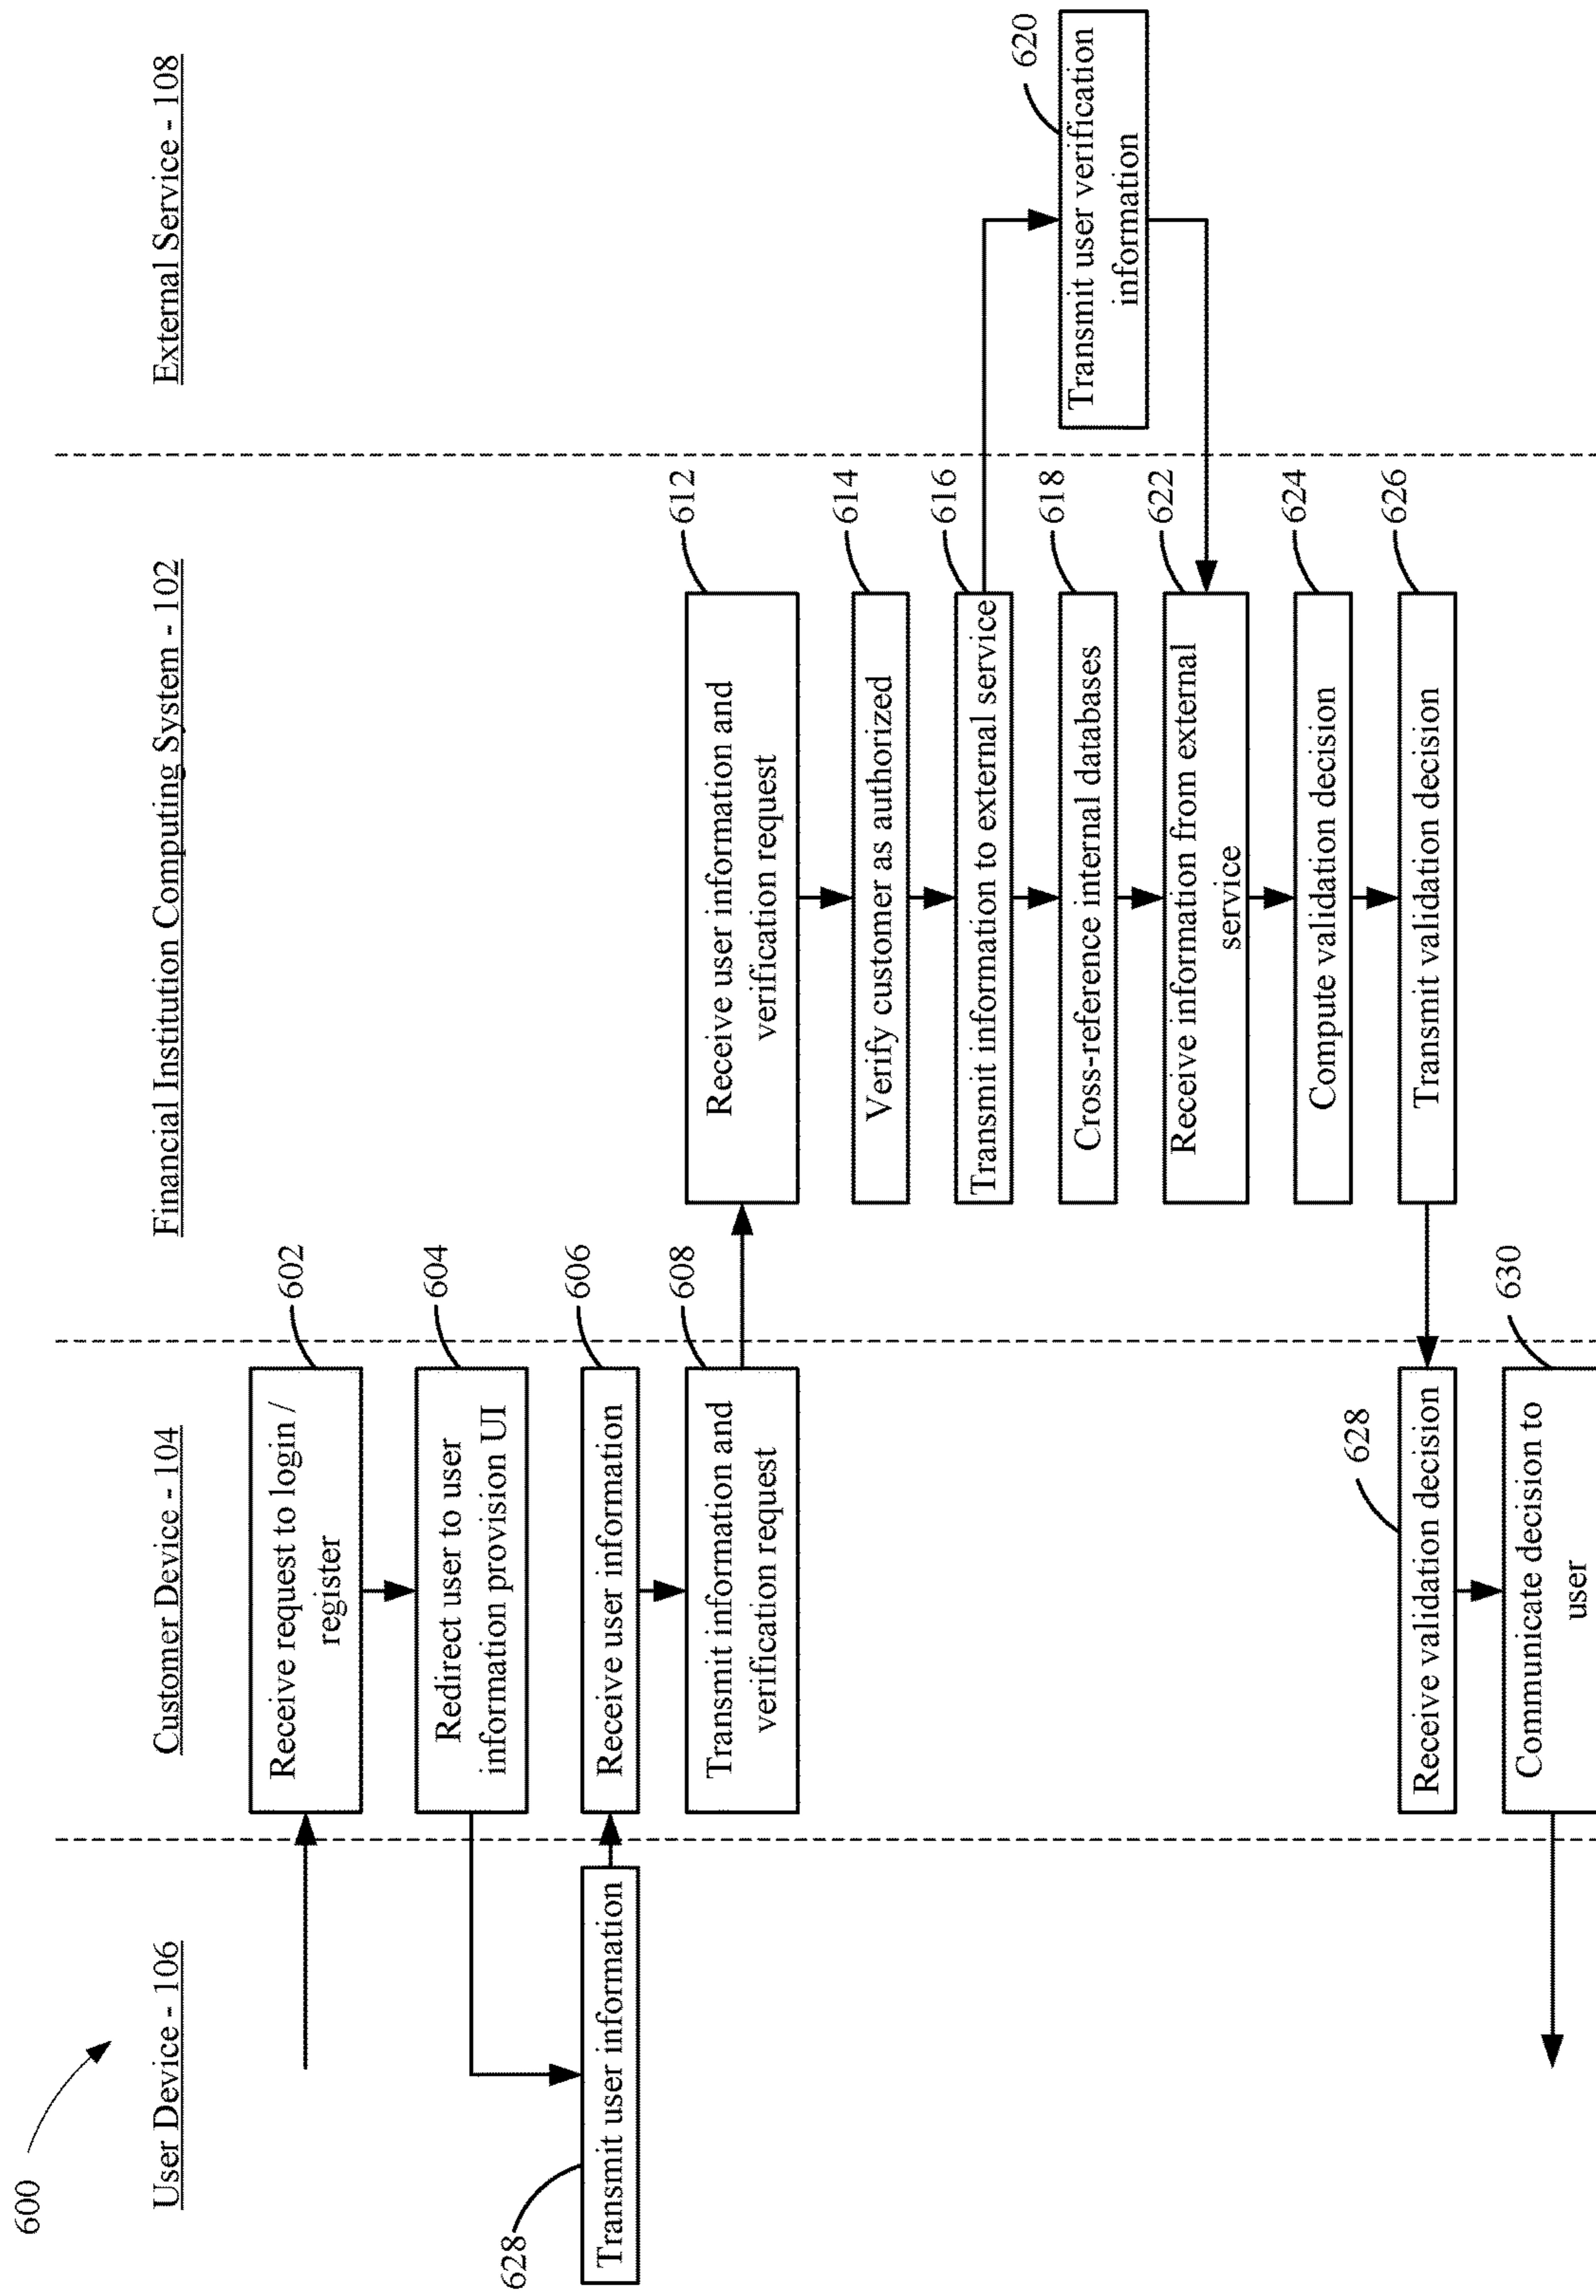 600
User Device - 106
Customer Device - 104
Financial Institution Computing System - 102
External Service - 108
Receive request to login /
register
602
Redirect user to user
information provision UI
604
628
Transmit user information
Receive user information
606
Transmit information and
verification request
608
Receive user information and
verification request
612
Verify customer as authorized
614
Transmit information to external service
616
Cross-reference internal databases
618
Transmit user verification
information
620
Receive information from external
service
622
Compute validation decision
624
Transmit validation decision
626
Receive validation decision
628
Communicate decision to
user
630